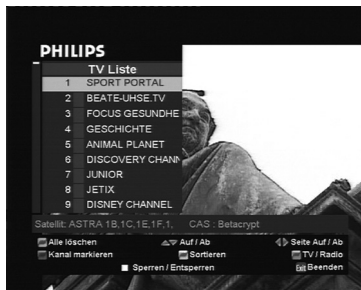 PHILIPS
TV Liste
1 SPORT PORTAL
2 BEATE-UHSE.TV
3 FOCUS GESUNDHE
4 GESCHICHTE
5 ANIMAL PLANET
6 DISCOVERY CHANN
7 JUNIOR
8 JETIX
9 DISNEY CHANNEL
Satellit: ASTRA 1B,1C,1E,1F,1, CAS : Betacrypt
Alle löschen Auf / Ab Seite Auf / Ab
Kanal markieren Sortieren TV / Radio
Sperren / Entsperren Exit Beenden